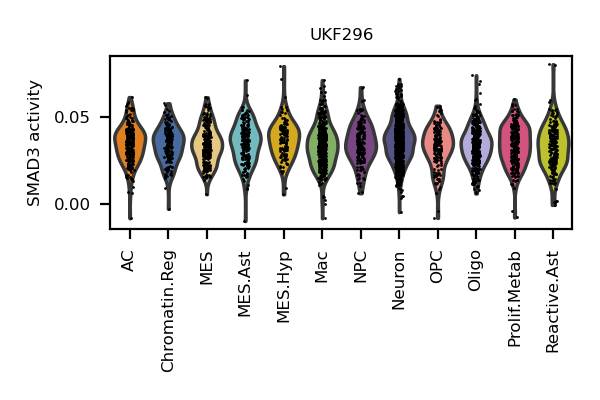 UKF296
SMAD3 activity
0.05
0.00
AC
Chromatin.Reg
MES
MES.Ast
MES.Hyp
Mac
NPC
Neuron
OPC
Oligo
Prolif.Metab
Reactive.Ast